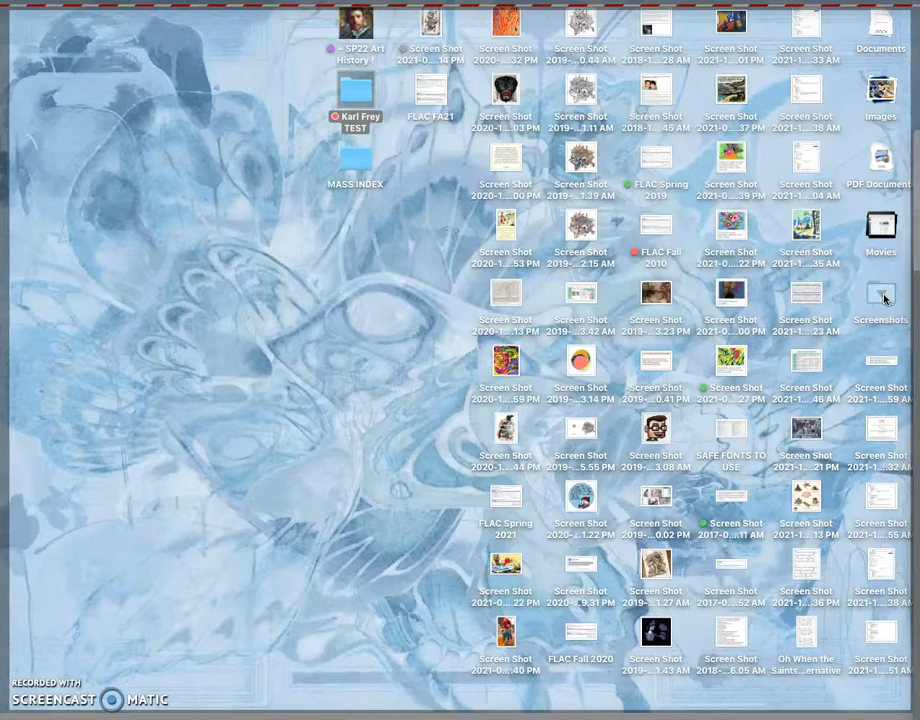 ~ SP22 Art
History !
Screen Shot
2021-0....14 PM
Screen Shot
2020-....32 PM
Screen Shot
2019-...0.44 AM
Screen Shot
2018-1....28 AM
Screen Shot
2021-....01 PM
Screen Shot
2021-1....33 AM
Documents
Karl Frey
TEST
FLAC FA21
Screen Shot
2020-1....03 PM
Screen Shot
2019-...1.11 AM
Screen Shot
2018-1....45 AM
Screen Shot
2021-0....37 PM
Screen Shot
2021-1....38 AM
Images
MASS INDEX
Screen Shot
2020-1....00 PM
Screen Shot
2019-...1.39 AM
FLAC Spring
2019
Screen Shot
2021-0....39 PM
Screen Shot
2021-1....04 AM
PDF Document
Screen Shot
2020-1....53 PM
Screen Shot
2019-...2.15 AM
FLAC Fall
2010
Screen Shot
2021-0....22 PM
Screen Shot
2021-1....35 AM
Movies
Screen Shot
2020-1....13 PM
Screen Shot
2019-...3.42 AM
Screen Shot
2019-...3.23 PM
Screen Shot
2021-0....00 PM
Screen Shot
2021-1....23 AM
Screenshots
Screen Shot
2020-1....59 PM
Screen Shot
2019-...3.14 PM
Screen Shot
2019-...0.41 PM
Screen Shot
2021-0....27 PM
Screen Shot
2021-1....46 AM
Screen Shot
2021-1....59 AM
Screen Shot
2020-1....44 PM
Screen Shot
2019-...5.55 PM
Screen Shot
2019-...3.08 AM
SAFE FONTS TO
USE
Screen Shot
2021-1....21 PM
Screen Shot
2021-1....32 AM
FLAC Spring
2021
Screen Shot
2020-...1.22 PM
Screen Shot
2019-...0.02 PM
Screen Shot
2017-0....11 AM
Screen Shot
2021-1....13 PM
Screen Shot
2021-1....55 AM
Screen Shot
2021-0....22 PM
Screen Shot
2020-...9.31 PM
Screen Shot
2019-...1.27 AM
Screen Shot
2017-0....52 AM
Screen Shot
2021-1....36 PM
Screen Shot
2021-1....38 AM
Screen Shot
2021-0....40 PM
FLAC Fall 2020
Screen Shot
2019-...1.43 AM
Screen Shot
2018-...6.05 AM
Oh When the
Saints...ernative
Screen Shot
2021-1....51 AM
RECORDED WITH
SCREENCAST MATIC